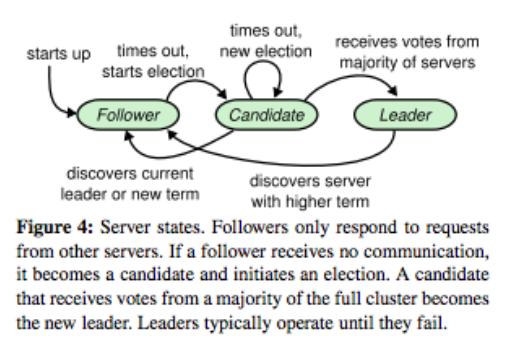 times out,
new election
receives votes from
majority of servers
starts up
times out,
starts election
Follower
Candidate
Leader
discovers current
leader or new term
discovers server
with higher term
Figure 4: Server states. Followers only respond to requests
from other servers. If a follower receives no communication,
it becomes a candidate and initiates an election. A candidate
that receives votes from a majority of the full cluster becomes
the new leader. Leaders typically operate until they fail.